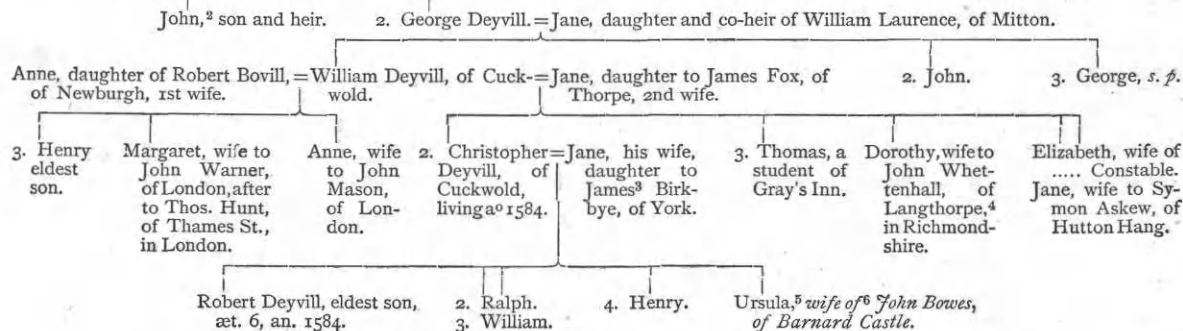 John,² son and heir.
2. George Deyvill.=Jane, daughter and co-heir of William Laurence, of Mitton.
Anne, daughter of Robert Bovill,
of Newburgh, 1st wife.
=William Deyvill, of Cuck-
wold.
=Jane, daughter to James Fox, of
Thorpe, 2nd wife.
2. John.
3. George, s. p.
3. Henry
eldest
son.
Margaret, wife to
John Warner,
of London, after
to Thos. Hunt,
of Thames St.,
in London.
Anne, wife
to John
Mason,
of Lon-
don.
2. Christopher
Deyvill, of
Cuckwold,
living aº 1584.
=Jane, his wife,
daughter to
James³ Birk-
bye, of York.
3. Thomas, a
student of
Gray's Inn.
Dorothy, wife to
John Whet-
tenhall, of
Langthorpe,⁴
in Richmond-
shire.
Elizabeth, wife of
..... Constable.
Jane, wife to Sy-
mon Askew, of
Hutton Hang.
Robert Deyvill, eldest son,
æt. 6, an. 1584.
2. Ralph.
3. William.
4. Henry.
Ursula,⁵ wife of⁶ John Bowes,
of Barnard Castle.